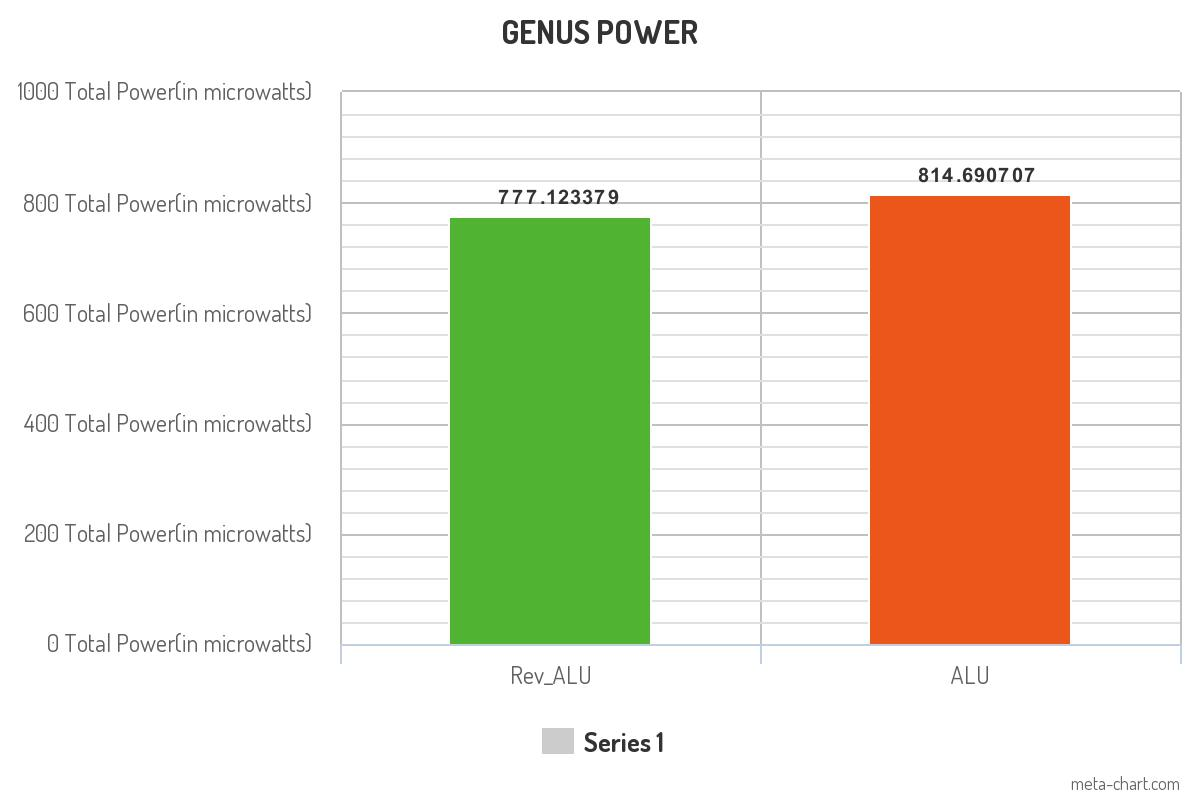 GENUS POWER
1000 Total Power(in microwatts)
800 Total Power(in microwatts)
600 Total Power(in microwatts)
400 Total Power(in microwatts)
200 Total Power(in microwatts)
0 Total Power(in microwatts)
777.123379
814.690707
Rev_ALU
ALU
Series 1
meta-chart.com